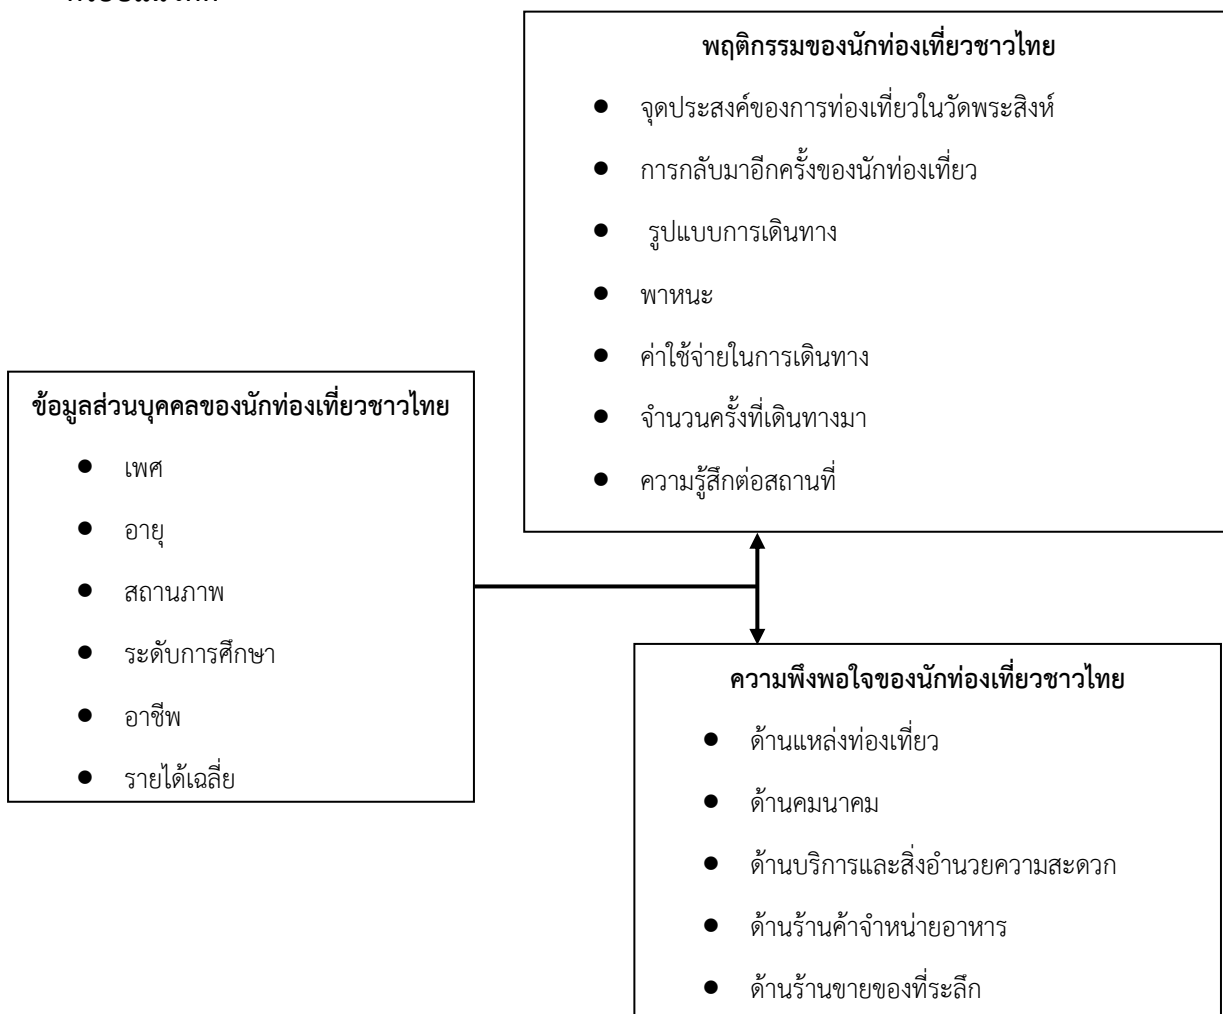 พฤติกรรมของนักท่องเที่ยวชาวไทย
● จุดประสงค์ของการท่องเที่ยวในวัดพระสิงห์
● การกลับมาอีกครั้งของนักท่องเที่ยว
● รูปแบบการเดินทาง
● พาหนะ
● ค่าใช้จ่ายในการเดินทาง
● จำนวนครั้งที่เดินทางมา
● ความรู้สึกต่อสถานที่
ข้อมูลส่วนบุคคลของนักท่องเที่ยวชาวไทย
● เพศ
● อายุ
● สถานภาพ
● ระดับการศึกษา
● อาชีพ
● รายได้เฉลี่ย
ความพึงพอใจของนักท่องเที่ยวชาวไทย
● ด้านแหล่งท่องเที่ยว
● ด้านคมนาคม
● ด้านบริการและสิ่งอำนวยความสะดวก
● ด้านร้านค้าจำหน่ายอาหาร
● ด้านร้านขายของที่ระลึก